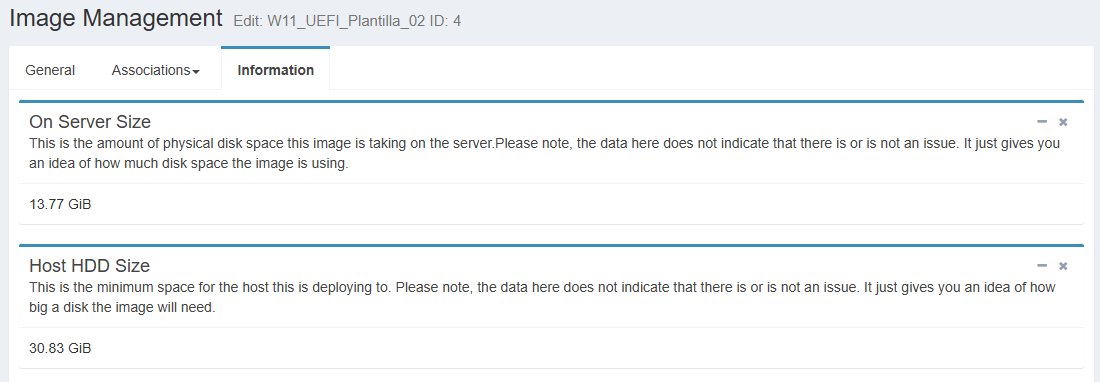 Image Management Edit: W11_UEFI_Plantilla_02 ID: 4
General Associations Information
On Server Size
This is the amount of physical disk space this image is taking on the server.Please note, the data here does not indicate that there is or is not an issue. It just gives you
an idea of how much disk space the image is using.
13.77 GiB
Host HDD Size
This is the minimum space for the host this is deploying to. Please note, the data here does not indicate that there is or is not an issue. It just gives you an idea of how
big a disk the image will need.
30.83 GiB